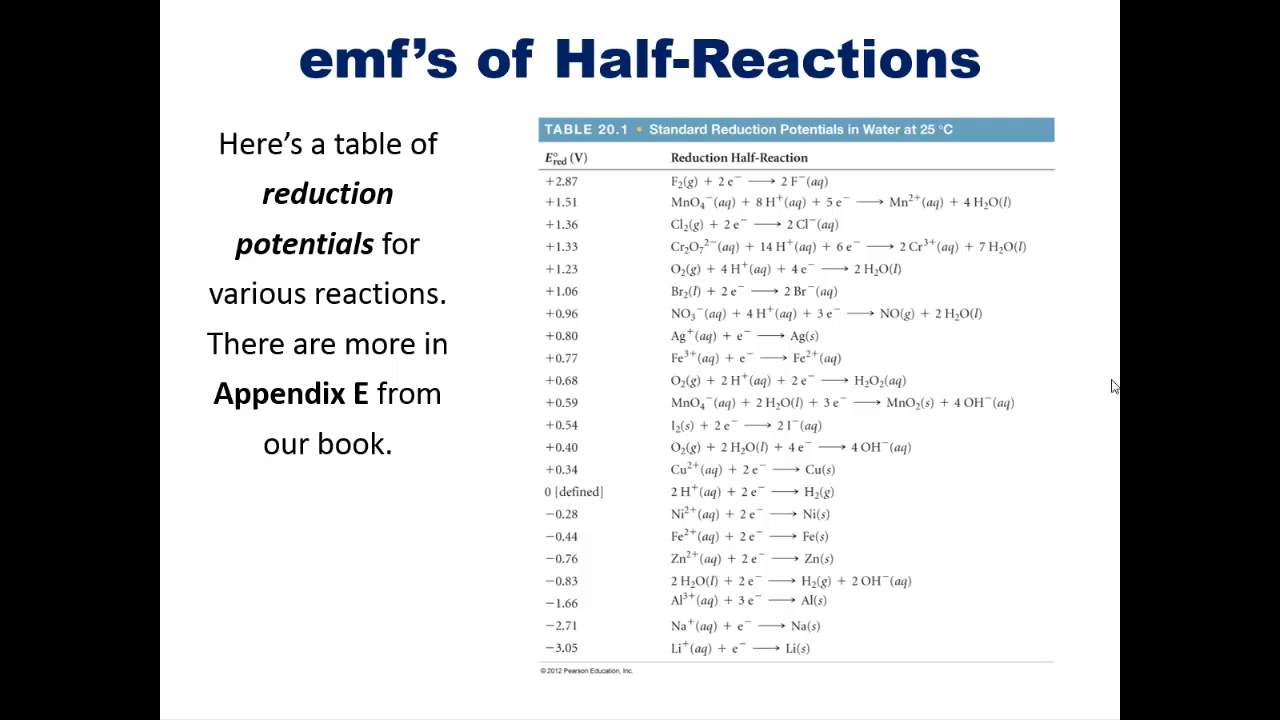 emf’s of Half-Reactions
Here’s a table of
reduction
potentials for
various reactions.
There are more in
Appendix E from
our book.
TABLE 20.1 • Standard Reduction Potentials in Water at 25 °C
E°red (V) Reduction Half-Reaction
+2.87 F₂(g) + 2 e⁻ ⟶ 2 F⁻(aq)
+1.51 MnO₄⁻(aq) + 8 H⁺(aq) + 5 e⁻ ⟶ Mn²⁺(aq) + 4 H₂O(l)
+1.36 Cl₂(g) + 2 e⁻ ⟶ 2 Cl⁻(aq)
+1.33 Cr₂O₇²⁻(aq) + 14 H⁺(aq) + 6 e⁻ ⟶ 2 Cr³⁺(aq) + 7 H₂O(l)
+1.23 O₂(g) + 4 H⁺(aq) + 4 e⁻ ⟶ 2 H₂O(l)
+1.06 Br₂(l) + 2 e⁻ ⟶ 2 Br⁻(aq)
+0.96 NO₃⁻(aq) + 4 H⁺(aq) + 3 e⁻ ⟶ NO(g) + 2 H₂O(l)
+0.80 Ag⁺(aq) + e⁻ ⟶ Ag(s)
+0.77 Fe³⁺(aq) + e⁻ ⟶ Fe²⁺(aq)
+0.68 O₂(g) + 2 H⁺(aq) + 2 e⁻ ⟶ H₂O₂(aq)
+0.59 MnO₄⁻(aq) + 2 H₂O(l) + 3 e⁻ ⟶ MnO₂(s) + 4 OH⁻(aq)
+0.54 I₂(s) + 2 e⁻ ⟶ 2 I⁻(aq)
+0.40 O₂(g) + 2 H₂O(l) + 4 e⁻ ⟶ 4 OH⁻(aq)
+0.34 Cu²⁺(aq) + 2 e⁻ ⟶ Cu(s)
0 [defined] 2 H⁺(aq) + 2 e⁻ ⟶ H₂(g)
−0.28 Ni²⁺(aq) + 2 e⁻ ⟶ Ni(s)
−0.44 Fe²⁺(aq) + 2 e⁻ ⟶ Fe(s)
−0.76 Zn²⁺(aq) + 2 e⁻ ⟶ Zn(s)
−0.83 2 H₂O(l) + 2 e⁻ ⟶ H₂(g) + 2 OH⁻(aq)
−1.66 Al³⁺(aq) + 3 e⁻ ⟶ Al(s)
−2.71 Na⁺(aq) + e⁻ ⟶ Na(s)
−3.05 Li⁺(aq) + e⁻ ⟶ Li(s)
© 2012 Pearson Education, Inc.